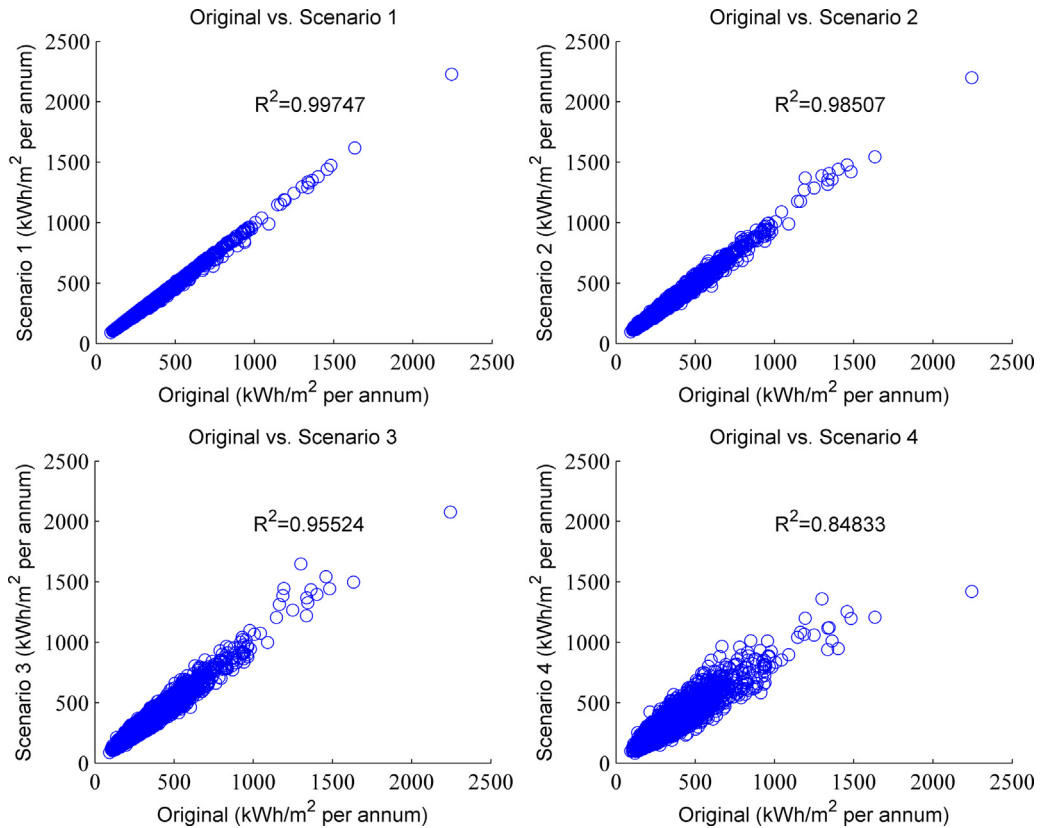 Original vs. Scenario 1
2500
2000
1500
1000
500
0
R²=0.99747
0 500 1000 1500 2000 2500
Scenario 1 (kWh/m² per annum)
Original (kWh/m² per annum)
Original vs. Scenario 2
2500
2000
1500
1000
500
0
R²=0.98507
0 500 1000 1500 2000 2500
Scenario 2 (kWh/m² per annum)
Original (kWh/m² per annum)
Original vs. Scenario 3
2500
2000
1500
1000
500
0
R²=0.95524
0 500 1000 1500 2000 2500
Scenario 3 (kWh/m² per annum)
Original (kWh/m² per annum)
Original vs. Scenario 4
2500
2000
1500
1000
500
0
R²=0.84833
0 500 1000 1500 2000 2500
Scenario 4 (kWh/m² per annum)
Original (kWh/m² per annum)